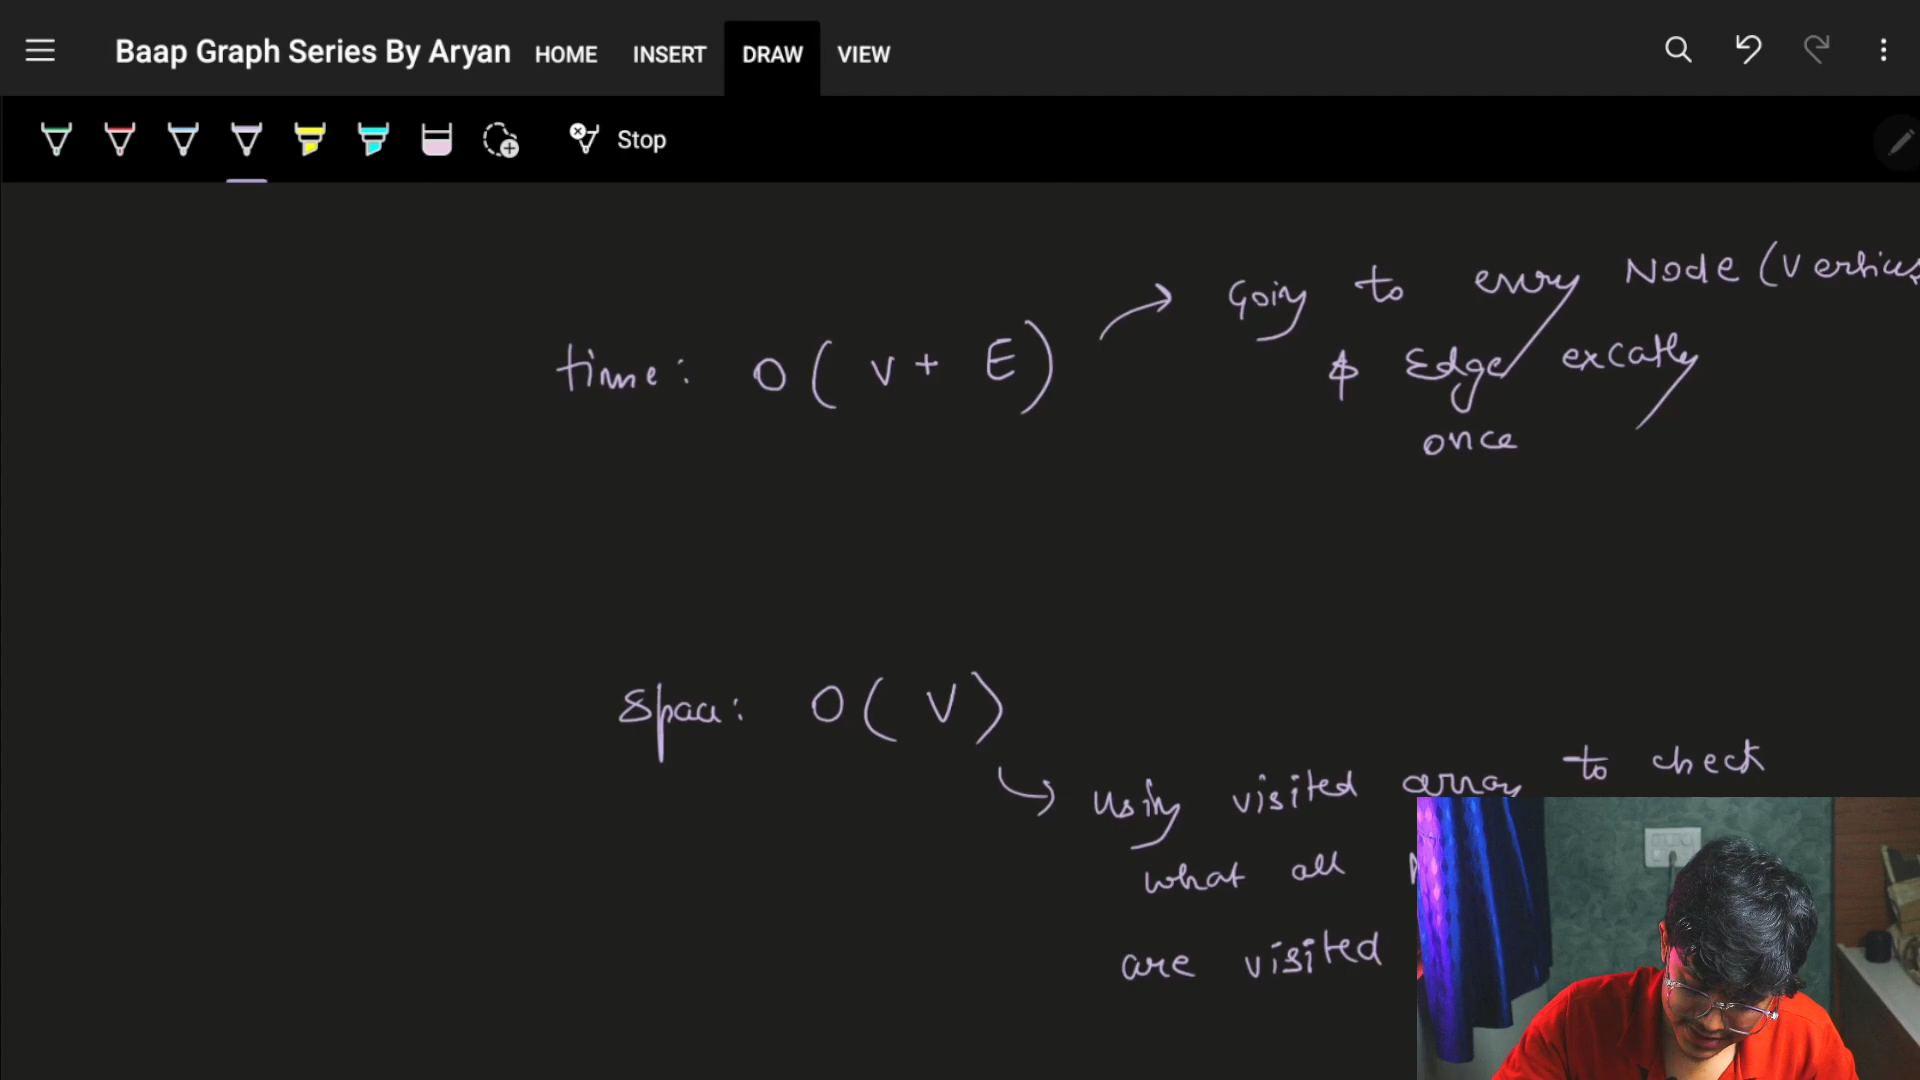 Baap Graph Series By Aryan HOME INSERT DRAW VIEW
Stop
Going to every Node (Vertices
& Edge excatly
once
time: O( V + E)
space: O( V )
Using visited array to check
what all
are visited